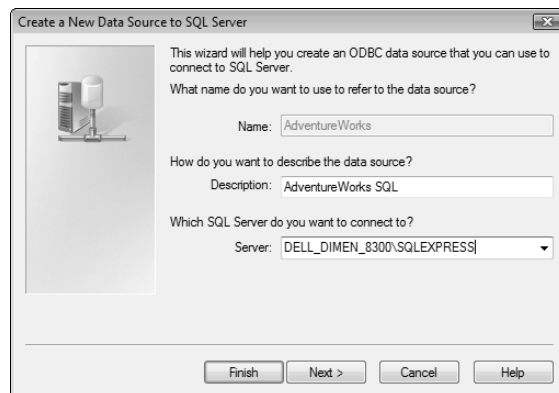 Create a New Data Source to SQL Server
This wizard will help you create an ODBC data source that you can use to
connect to SQL Server.
What name do you want to use to refer to the data source?
Name: AdventureWorks
How do you want to describe the data source?
Description: AdventureWorks SQL
Which SQL Server do you want to connect to?
Server: DELL_DIMEN_8300\SQLEXPRESS
Finish Next > Cancel Help